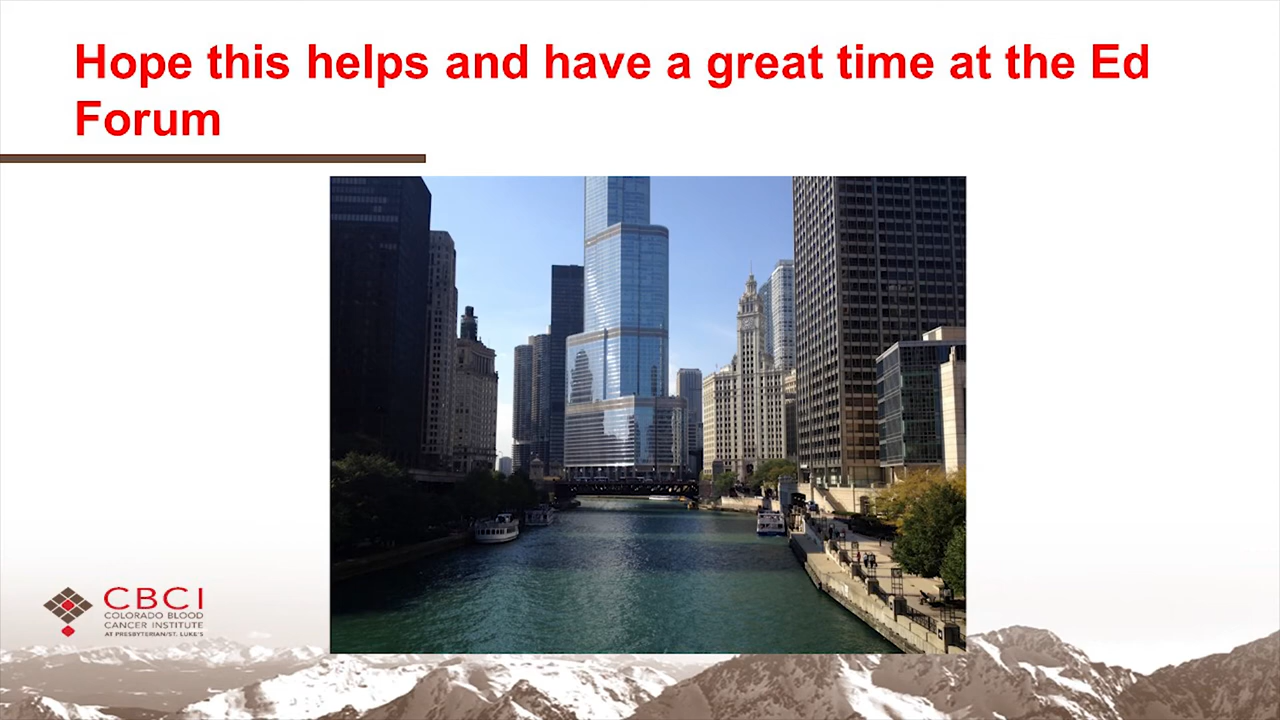 Hope this helps and have a great time at the Ed
Forum
CBCI
COLORADO BLOOD
CANCER INSTITUTE
AT PRESBYTERIAN/ST. LUKE'S